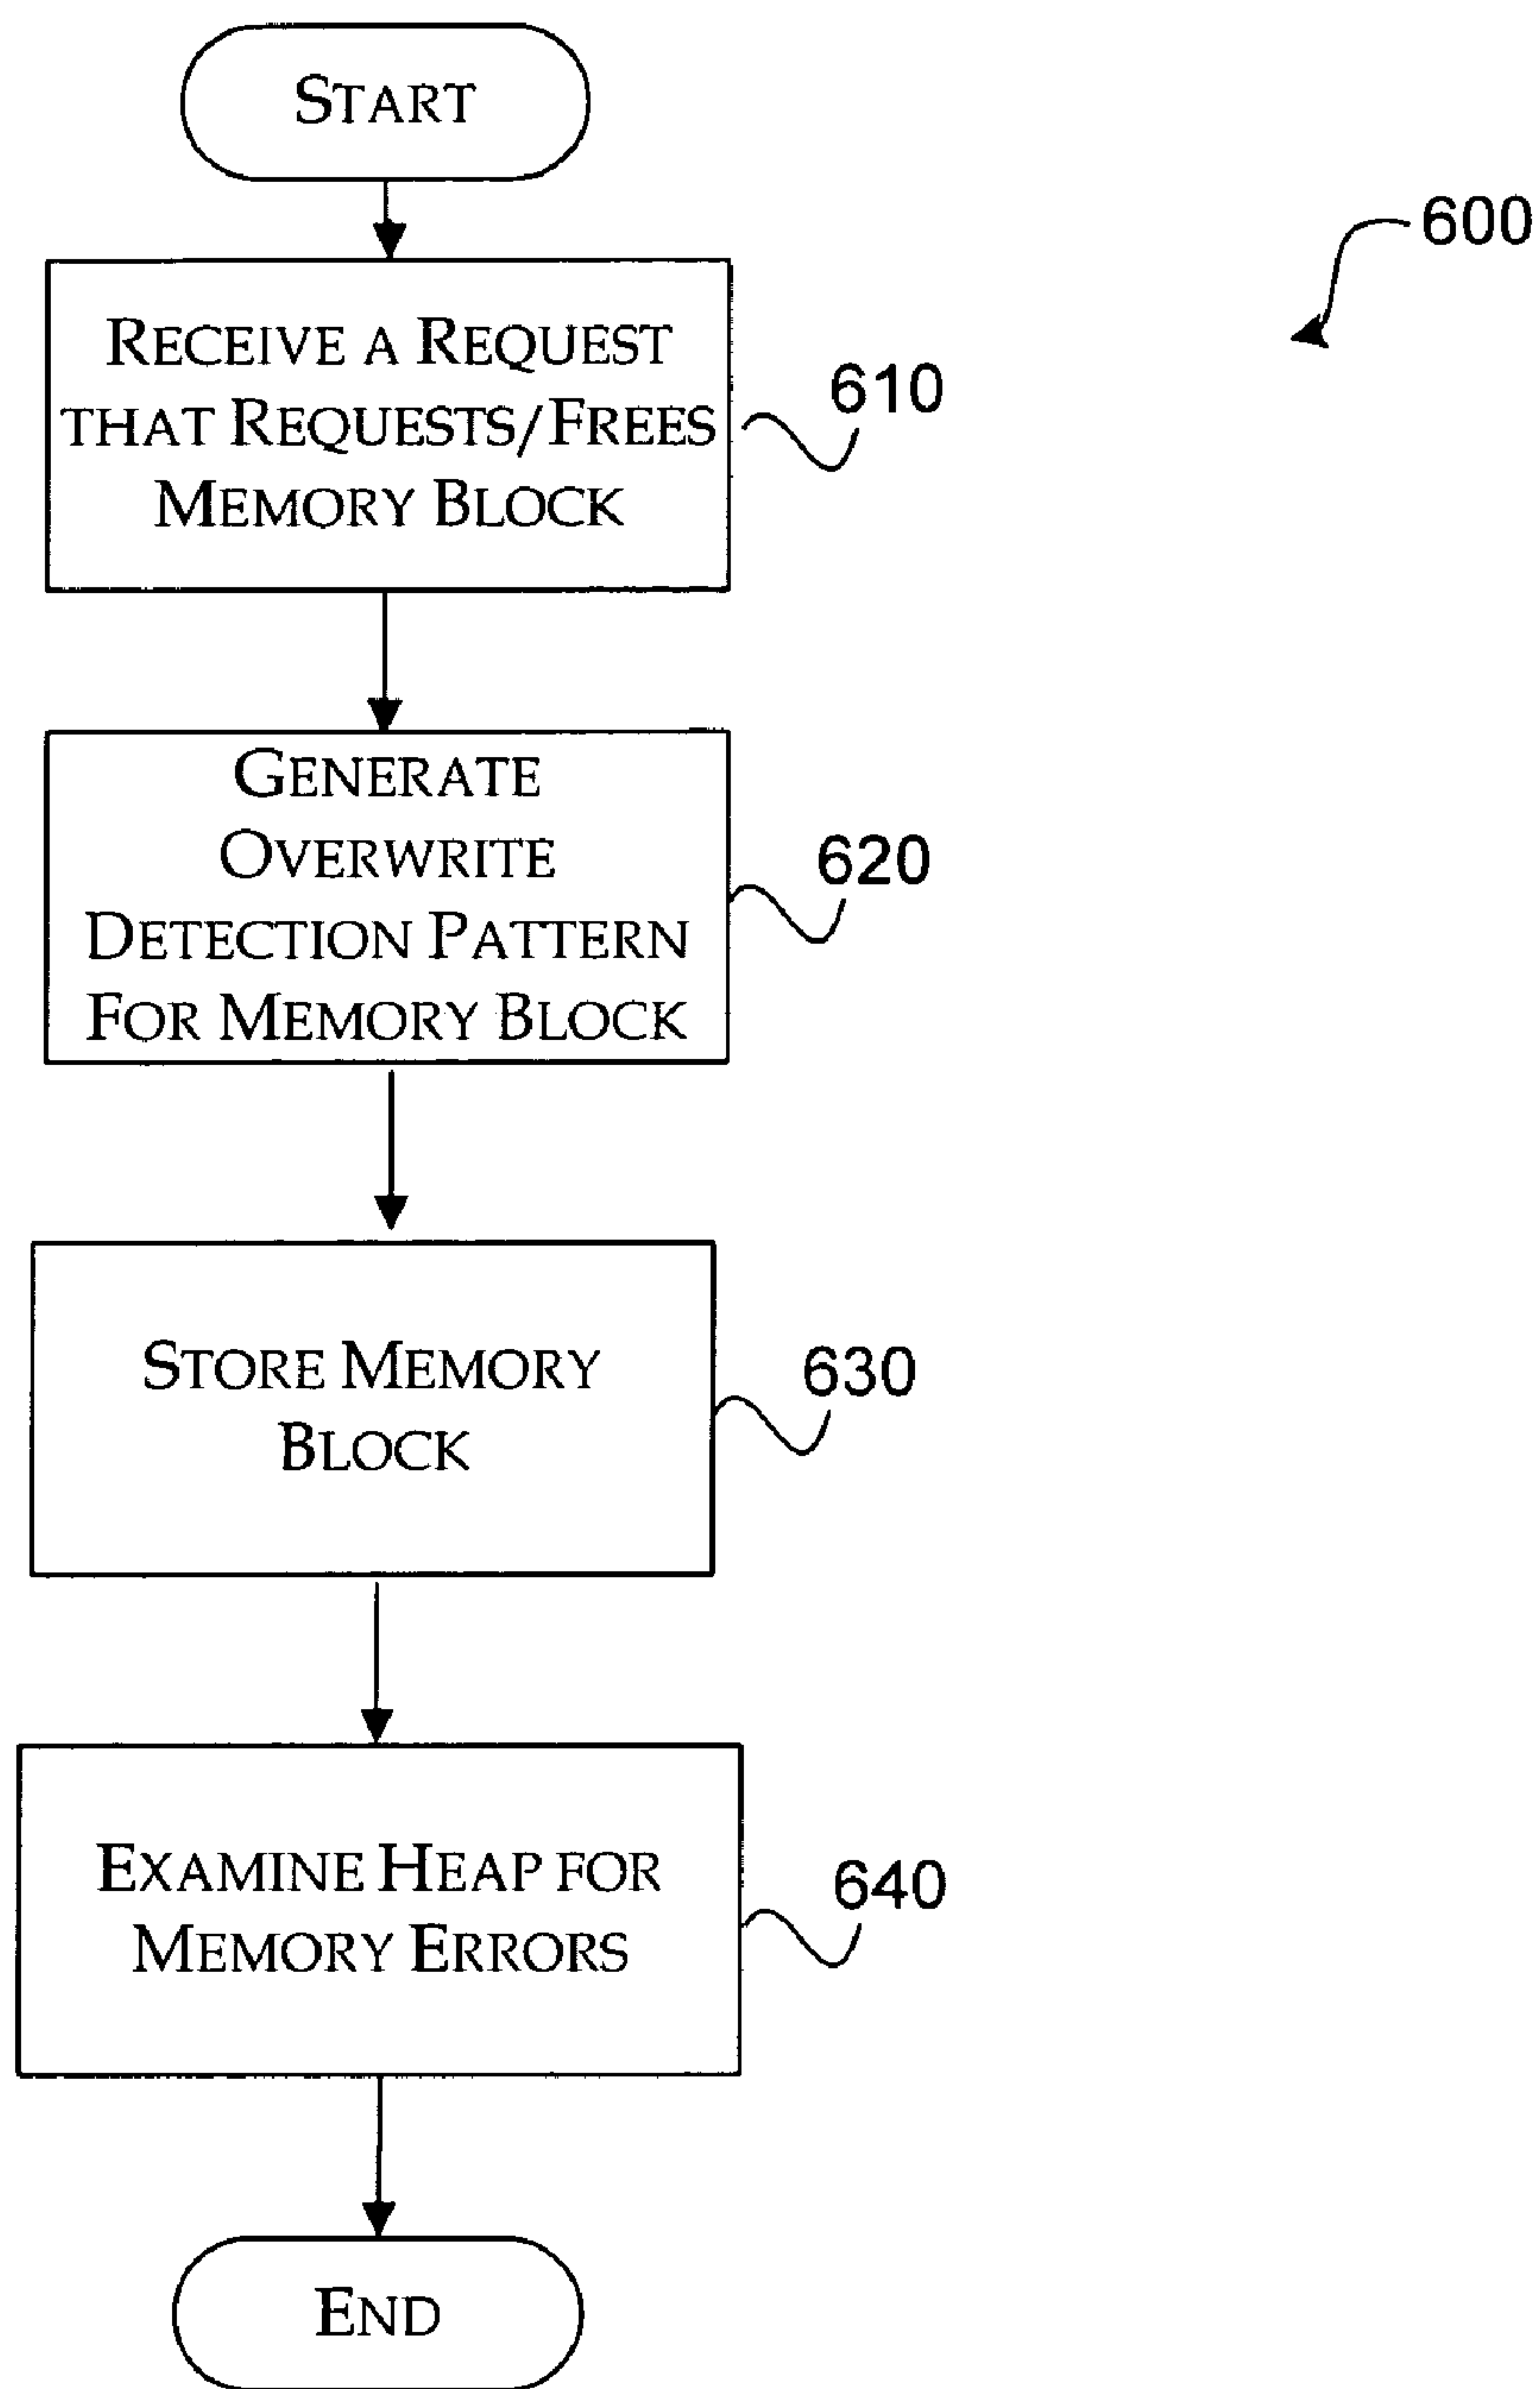 START
600
RECEIVE A REQUEST
THAT REQUESTS/FREES
MEMORY BLOCK
610
GENERATE
OVERWRITE
DETECTION PATTERN
FOR MEMORY BLOCK
620
STORE MEMORY
BLOCK
630
EXAMINE HEAP FOR
MEMORY ERRORS
640
END